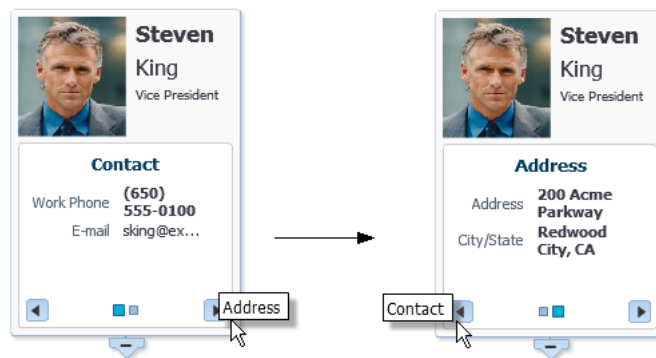 Steven
King
Vice President
Contact
Work Phone (650)
555-0100
E-mail sking@ex...
Address
Steven
King
Vice President
Address
Address 200 Acme
Parkway
City/State Redwood
City, CA
Contact